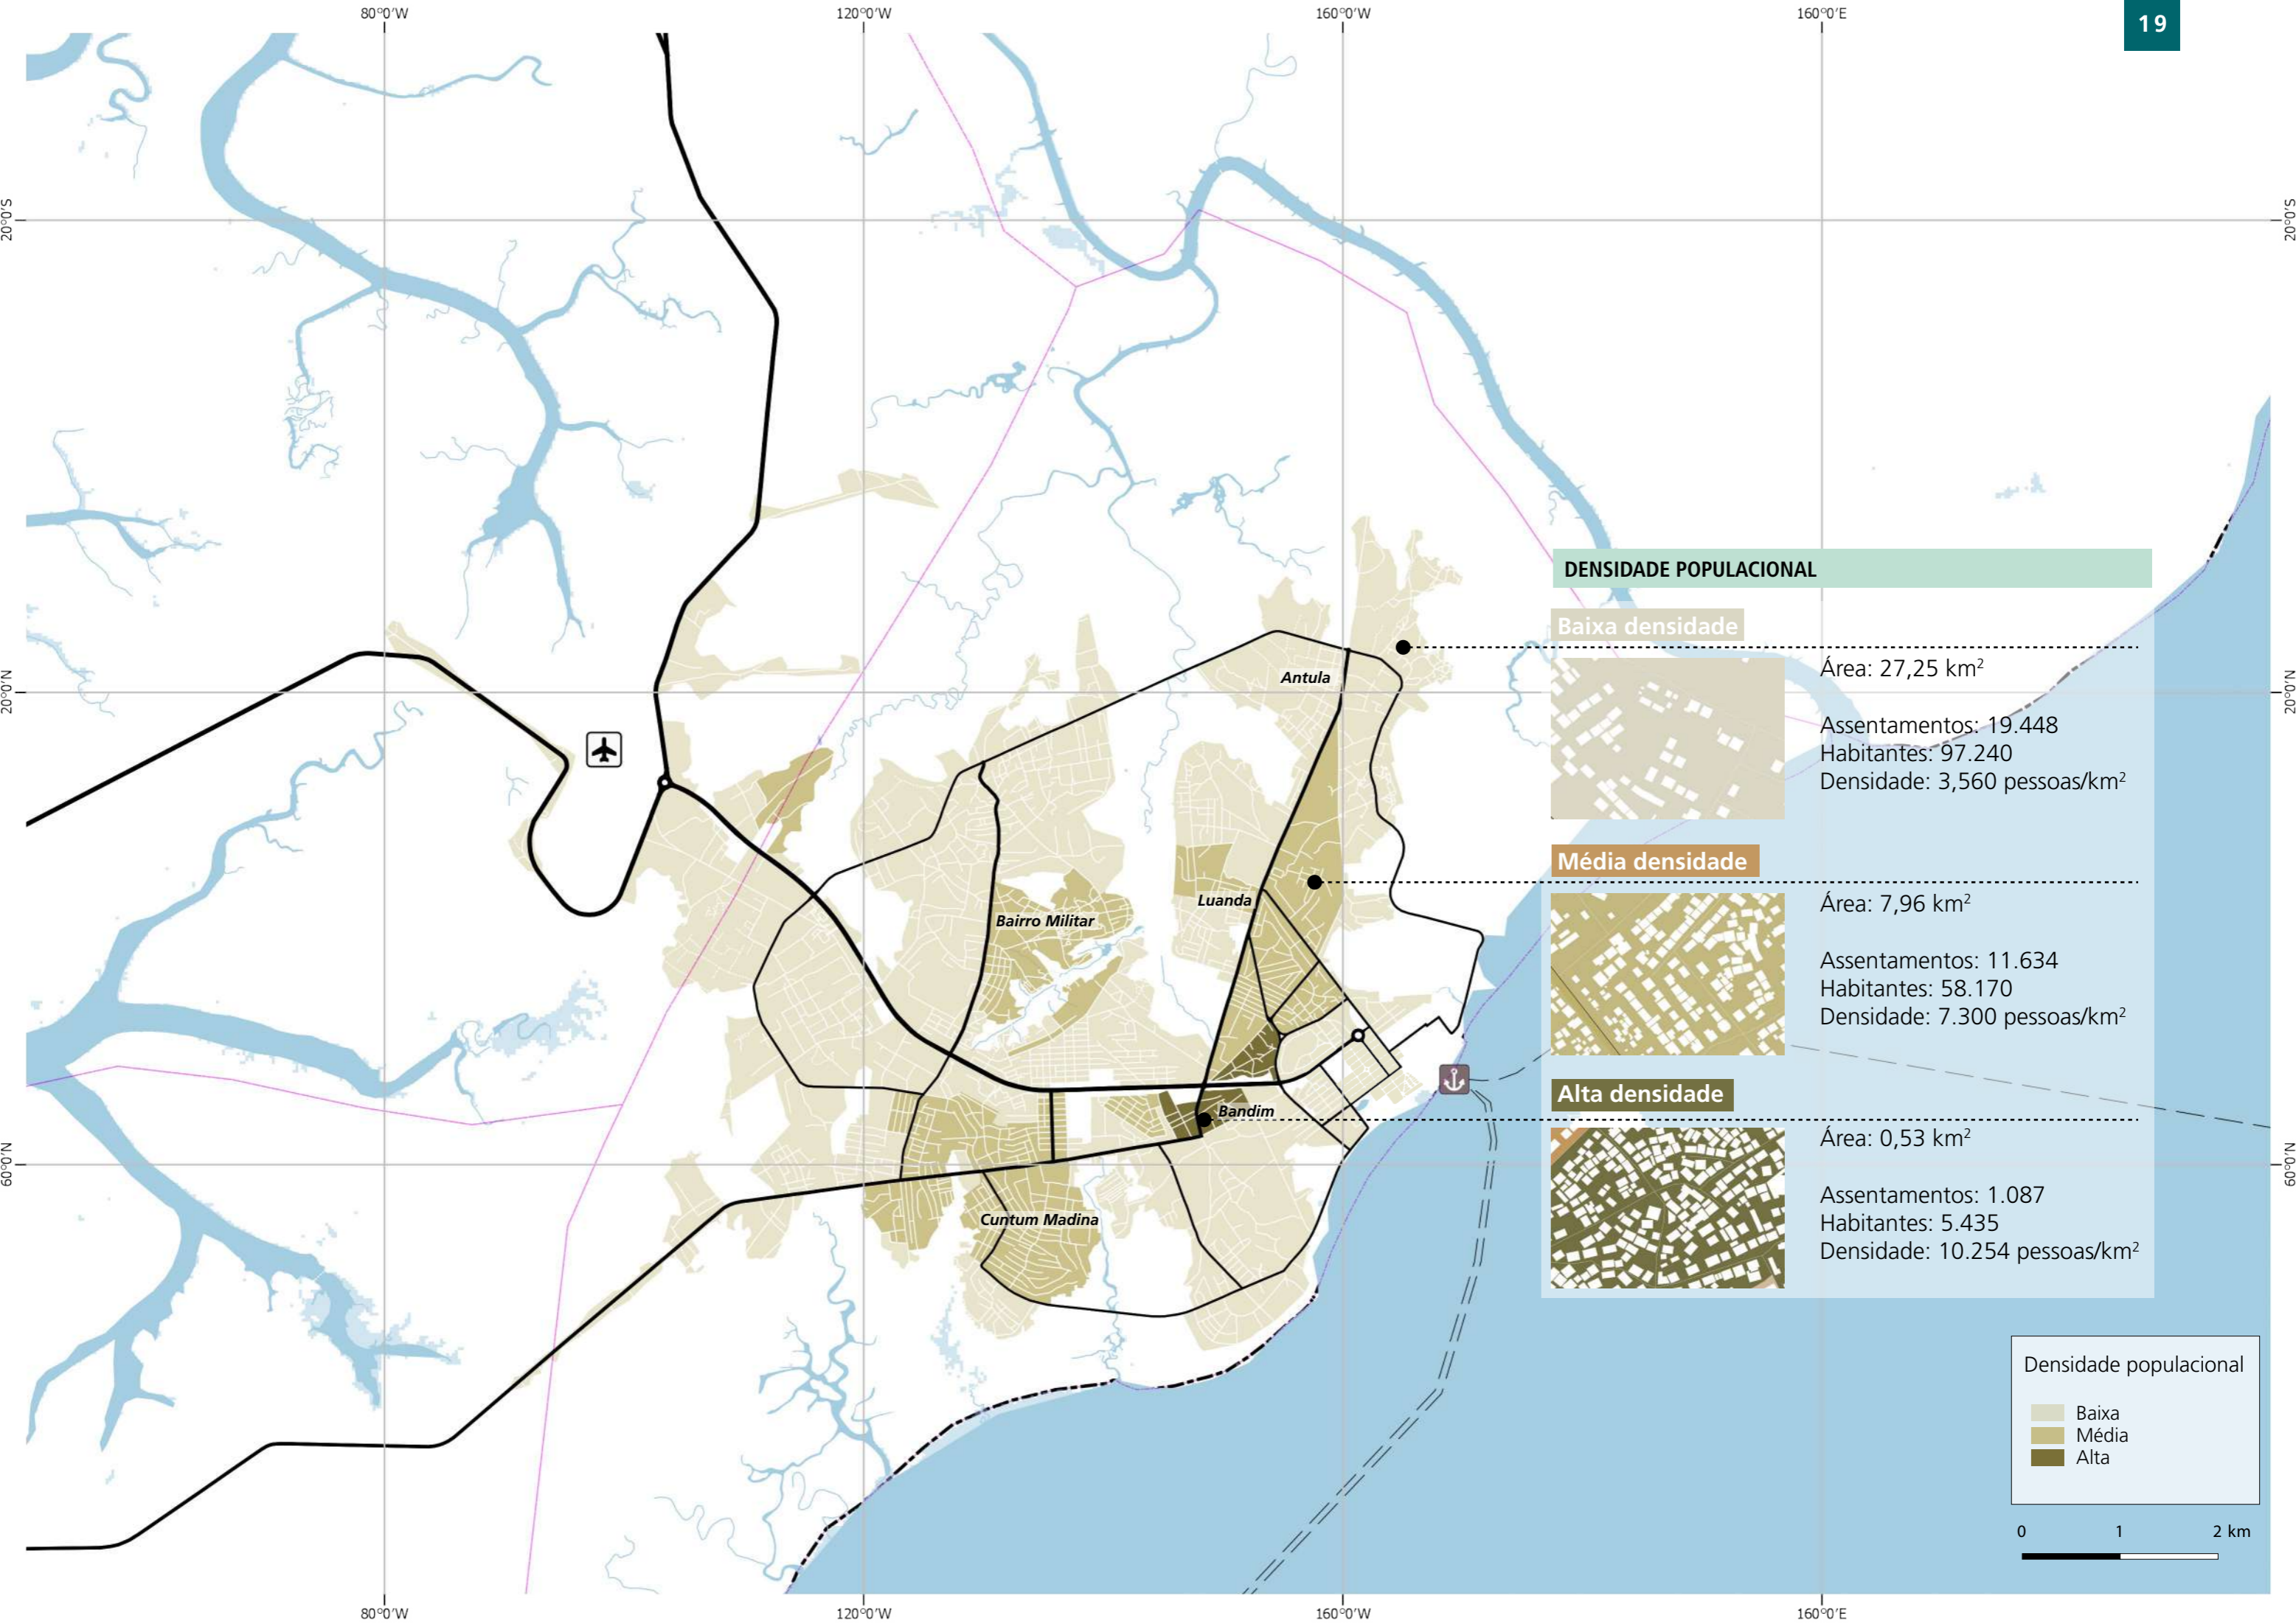 80°0'W
120°0'W
160°0'W
160°0'E
19
20°0'S
20°0'S
DENSIDADE POPULACIONAL
Baixa densidade
Área: 27,25 km²
Assentamentos: 19.448
Habitantes: 97.240
Densidade: 3,560 pessoas/km²
Antula
20°0'N
20°0'N
Média densidade
Área: 7,96 km²
Assentamentos: 11.634
Habitantes: 58.170
Densidade: 7.300 pessoas/km²
Luanda
Bairro Militar
Alta densidade
Área: 0,53 km²
Assentamentos: 1.087
Habitantes: 5.435
Densidade: 10.254 pessoas/km²
Bandim
60°0'N
60°0'N
Cuntum Madina
Densidade populacional
Baixa
Média
Alta
0 1 2 km
80°0'W
120°0'W
160°0'W
160°0'E